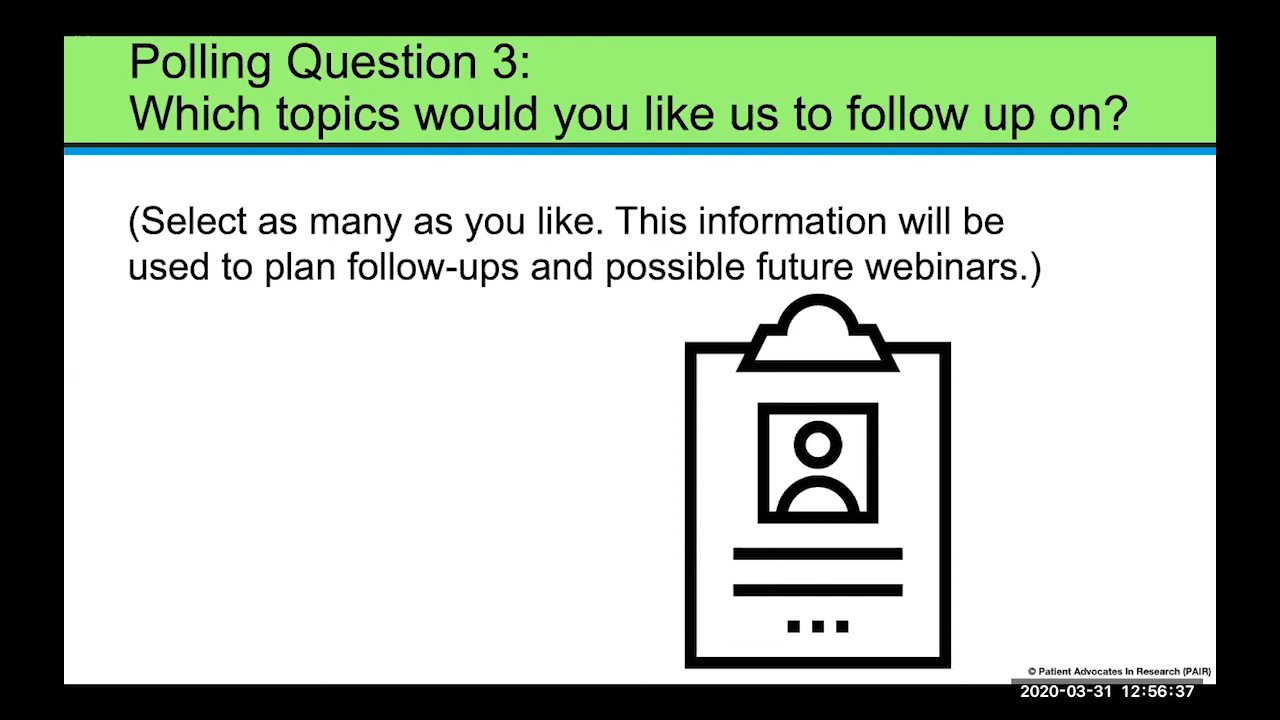 Polling Question 3:
Which topics would you like us to follow up on?
(Select as many as you like. This information will be
used to plan follow-ups and possible future webinars.)
© Patient Advocates In Research (PAIR)
2020-03-31 12:56:37